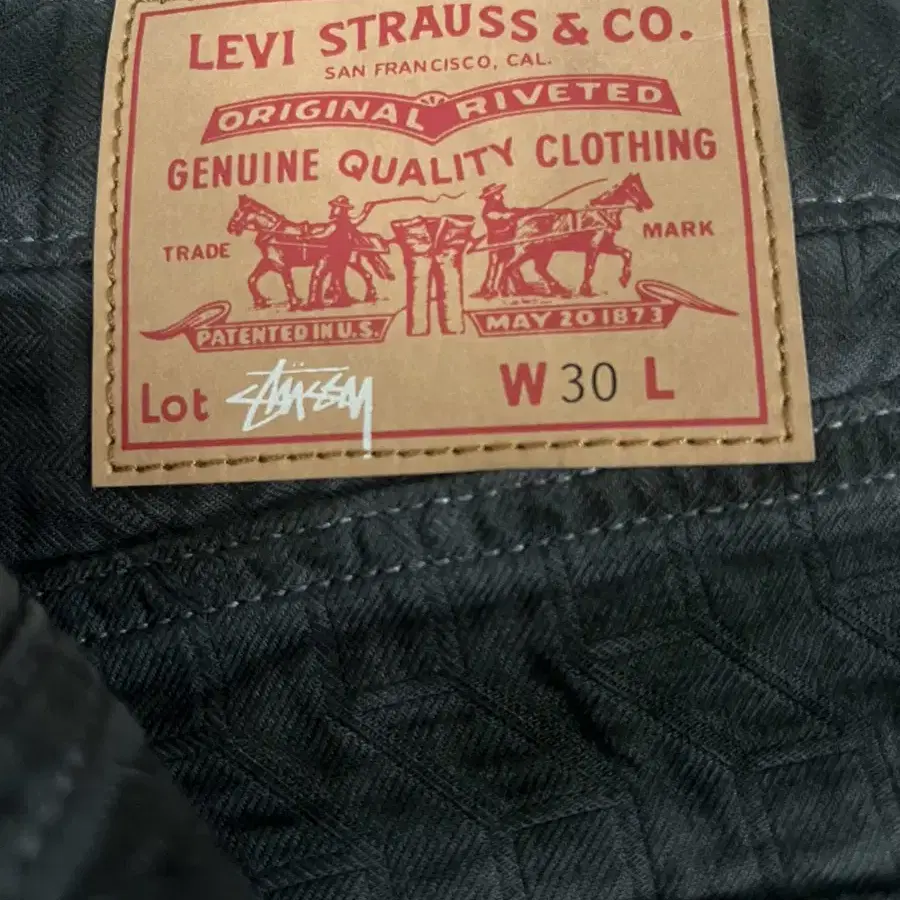 LEVI STRAUSS & CO.
SAN FRANCISCO, CAL.
ORIGINAL RIVETED
GENUINE QUALITY CLOTHING
TRADE MARK
PATENTED IN U.S. MAY 20 1873
Lot Stüssy W 30 L